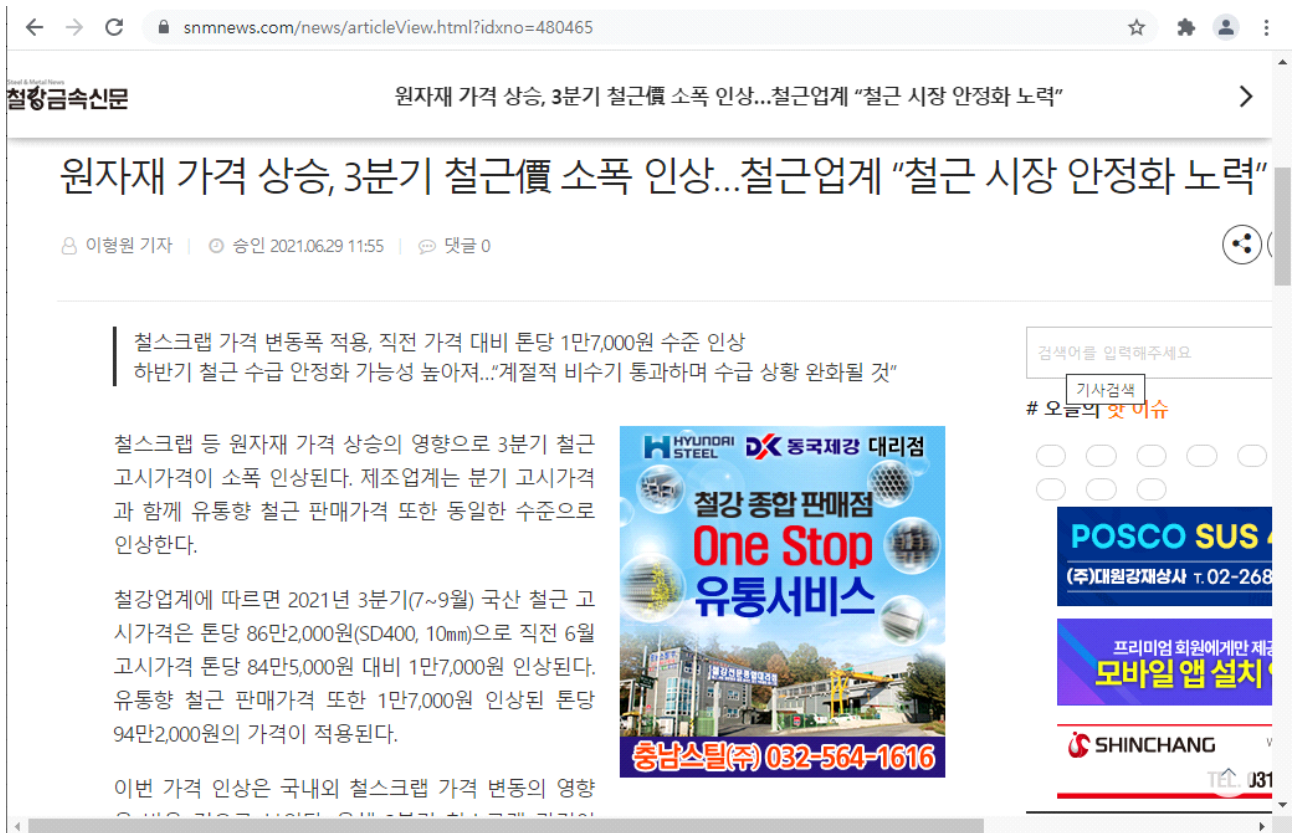 snmnews.com/news/articleView.html?idxno=480465
Steel & Metal News
철강금속신문
원자재 가격 상승, 3분기 철근價 소폭 인상...철근업계 “철근 시장 안정화 노력”
원자재 가격 상승, 3분기 철근價 소폭 인상...철근업계 “철근 시장 안정화 노력”
이형원 기자
승인 2021.06.29 11:55
댓글 0
철스크랩 가격 변동폭 적용, 직전 가격 대비 톤당 1만7,000원 수준 인상
하반기 철근 수급 안정화 가능성 높아져...“계절적 비수기 통과하며 수급 상황 완화될 것”
철스크랩 등 원자재 가격 상승의 영향으로 3분기 철근
고시가격이 소폭 인상된다. 제조업계는 분기 고시가격
과 함께 유통향 철근 판매가격 또한 동일한 수준으로
인상한다.
철강업계에 따르면 2021년 3분기(7~9월) 국산 철근 고
시가격은 톤당 86만2,000원(SD400, 10㎜)으로 직전 6월
고시가격 톤당 84만5,000원 대비 1만7,000원 인상된다.
유통향 철근 판매가격 또한 1만7,000원 인상된 톤당
94만2,000원의 가격이 적용된다.
이번 가격 인상은 국내외 철스크랩 가격 변동의 영향
HYUNDAI
STEEL
DK 동국제강 대리점
철강 종합 판매점
One Stop
유통서비스
충남스틸(주) 032-564-1616
검색어를 입력해주세요
기사검색
# 오늘의 핫 이슈
POSCO SUS
(주)대원강재상사 T. 02-268
프리미엄 회원에게만
모바일 앱 설치
SHINCHANG
TEL. 031